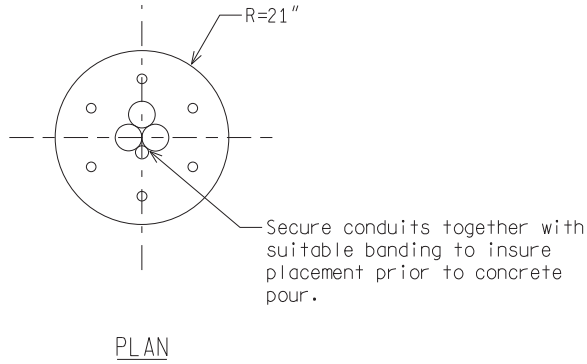 R=21"
Secure conduits together with
suitable banding to insure
placement prior to concrete
pour.
PLAN